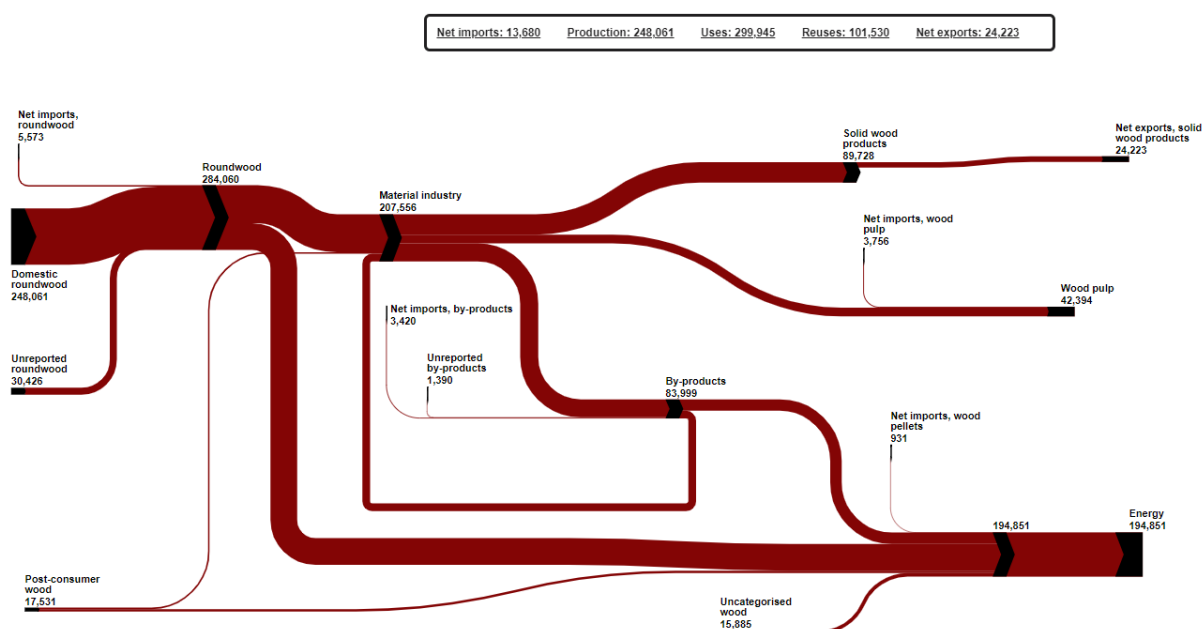 Net imports: 13,680 Production: 248,061 Uses: 299,945 Reuses: 101,530 Net exports: 24,223
Net imports,
roundwood
5,573
Roundwood
284,060
Material industry
207,556
Solid wood
products
89,728
Net exports, solid
wood products
24,223
Domestic
roundwood
248,061
Net imports, wood
pulp
3,756
Wood pulp
42,394
Net imports, by-products
3,420
Unreported
by-products
1,390
Unreported
roundwood
30,426
By-products
83,999
Net imports, wood
pellets
931
194,851
Energy
194,851
Post-consumer
wood
17,531
Uncategorised
wood
15,885